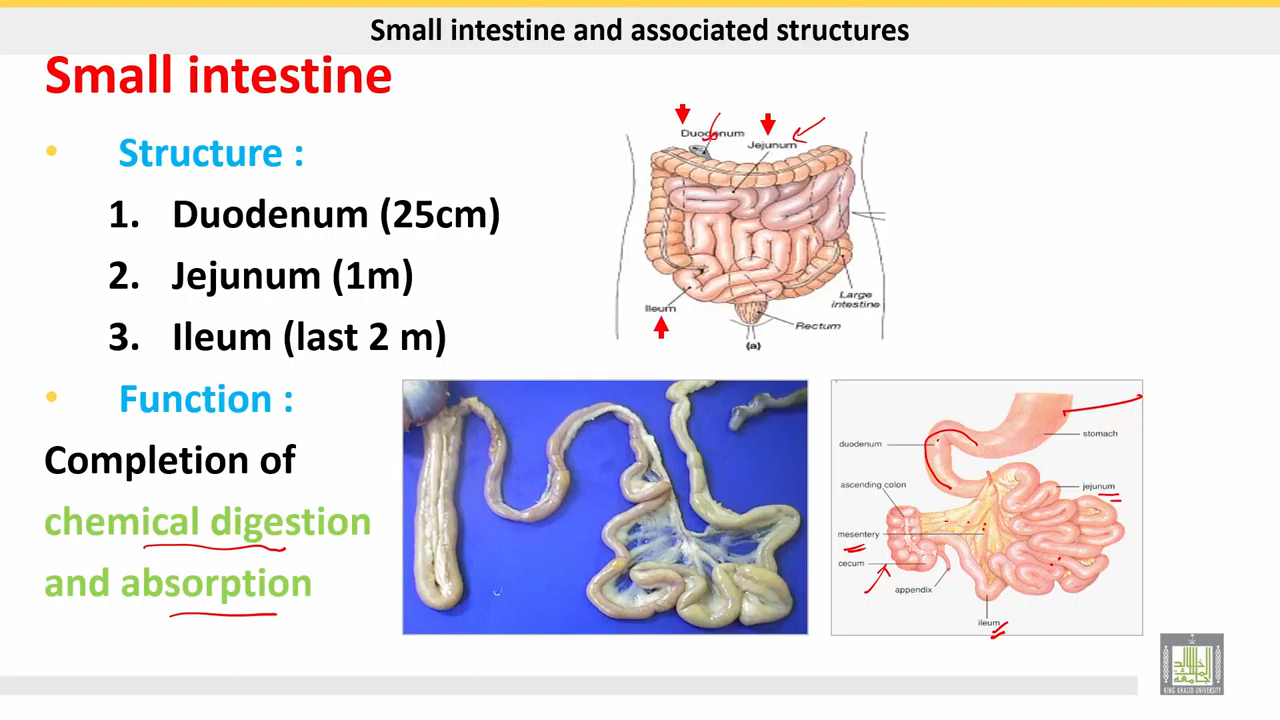 Small intestine and associated structures
Small intestine
• Structure :
1. Duodenum (25cm)
2. Jejunum (1m)
3. Ileum (last 2 m)
• Function :
Completion of
chemical digestion
and absorption
Duodenum
Jejunum
Ileum
Large
intestine
Rectum
(a)
duodenum
stomach
ascending colon
jejunum
mesentery
cecum
appendix
ileum
KING KHALID UNIVERSITY